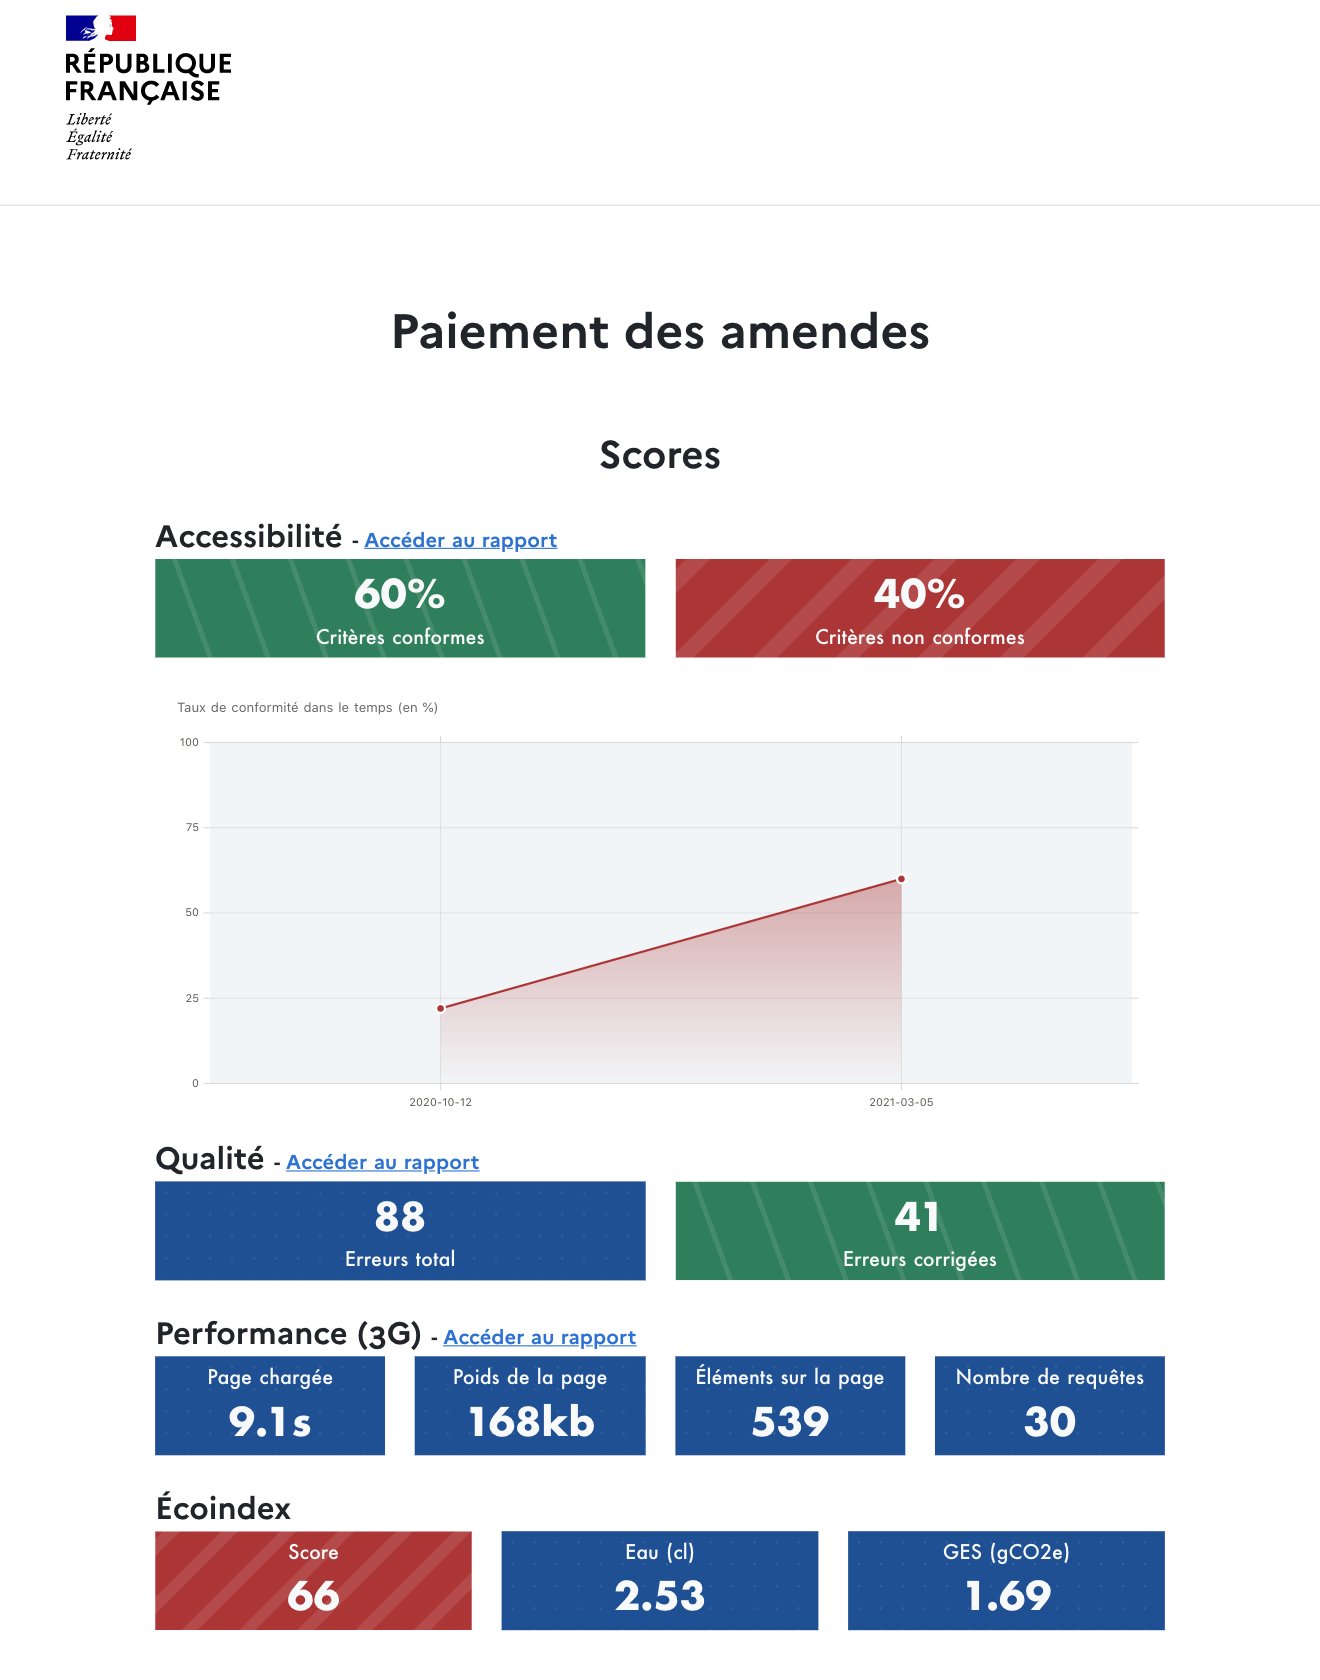 RÉPUBLIQUE
FRANÇAISE
Liberté
Égalité
Fraternité
Paiement des amendes
Scores
Accessibilité - Accéder au rapport
60%
Critères conformes
40%
Critères non conformes
Taux de conformité dans le temps (en %)
100
75
50
25
0
2020-10-12
2021-03-05
Qualité - Accéder au rapport
88
Erreurs total
41
Erreurs corrigées
Performance (3G) - Accéder au rapport
Page chargée
9.1s
Poids de la page
168kb
Éléments sur la page
539
Nombre de requêtes
30
Écoindex
Score
66
Eau (cl)
2.53
GES (gCO2e)
1.69